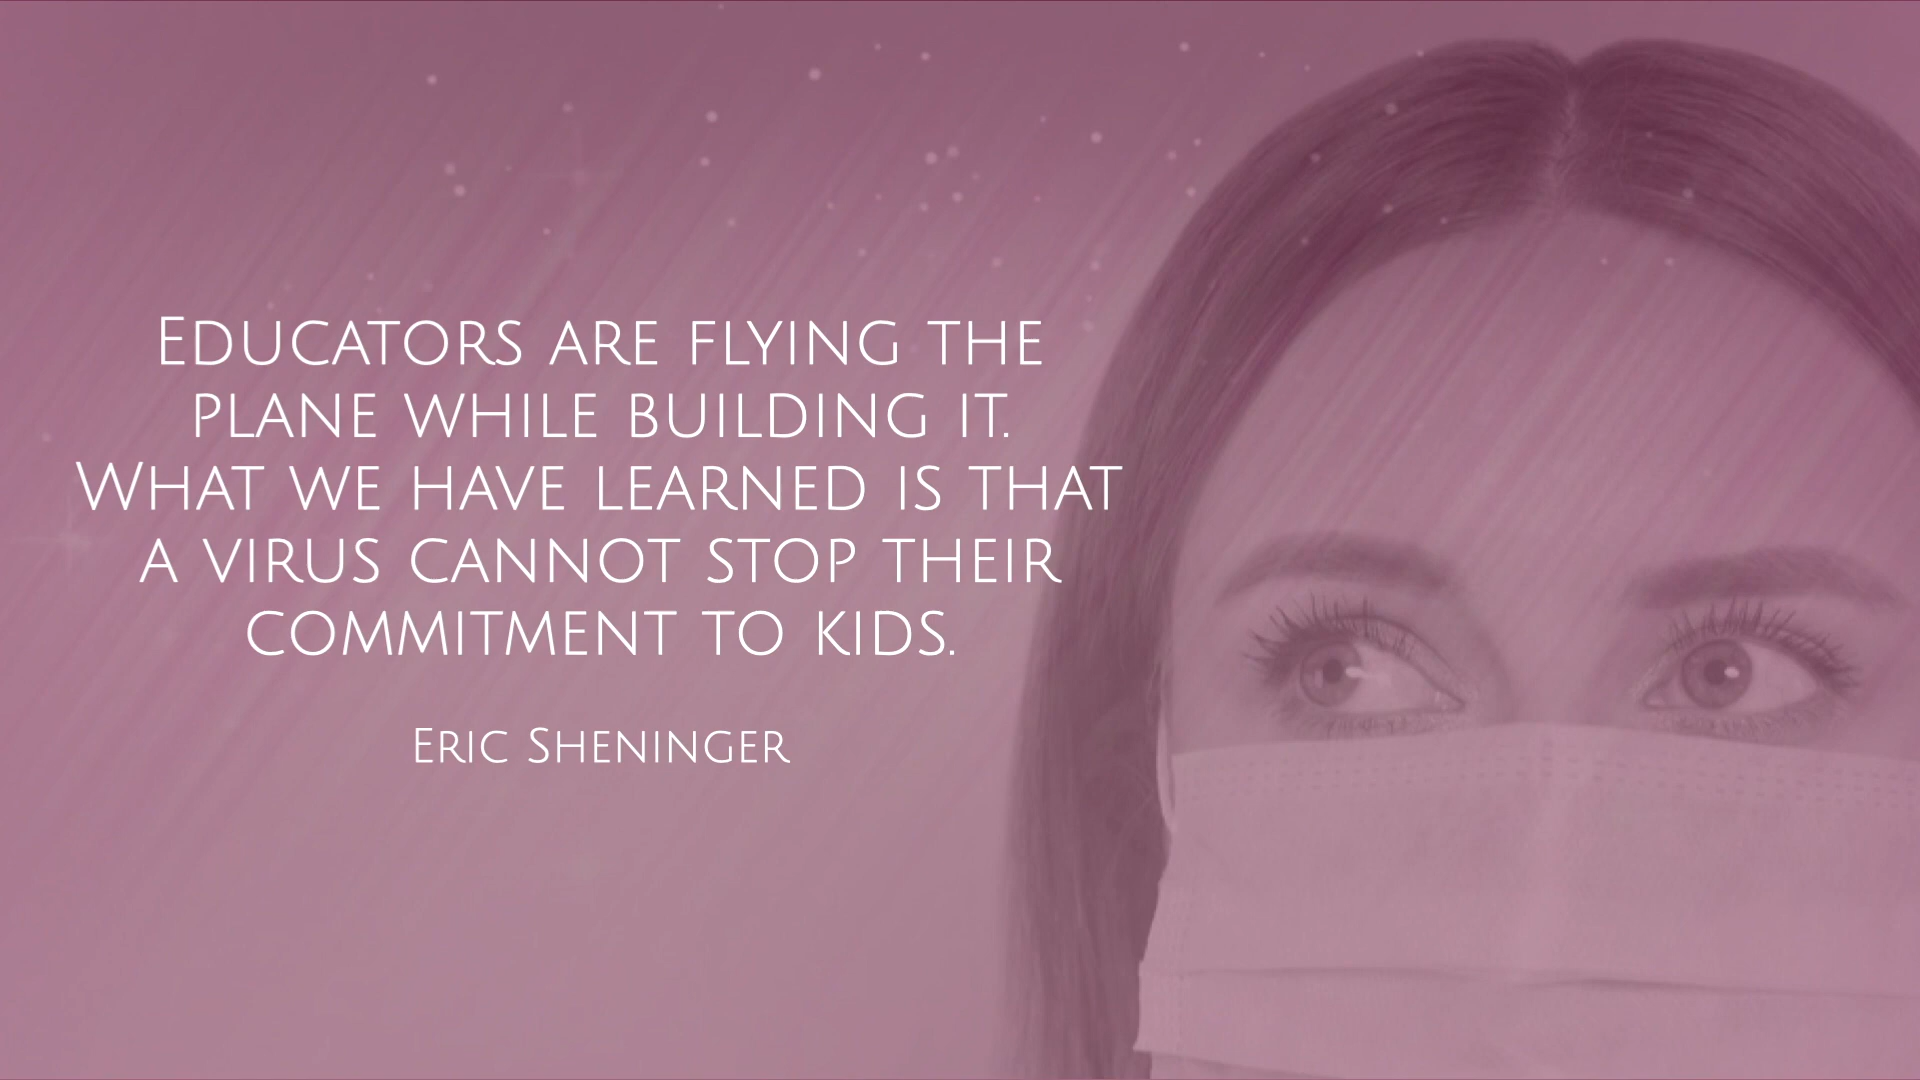 Educators are flying the
plane while building it.
What we have learned is that
a virus cannot stop their
commitment to kids.
Eric Sheninger